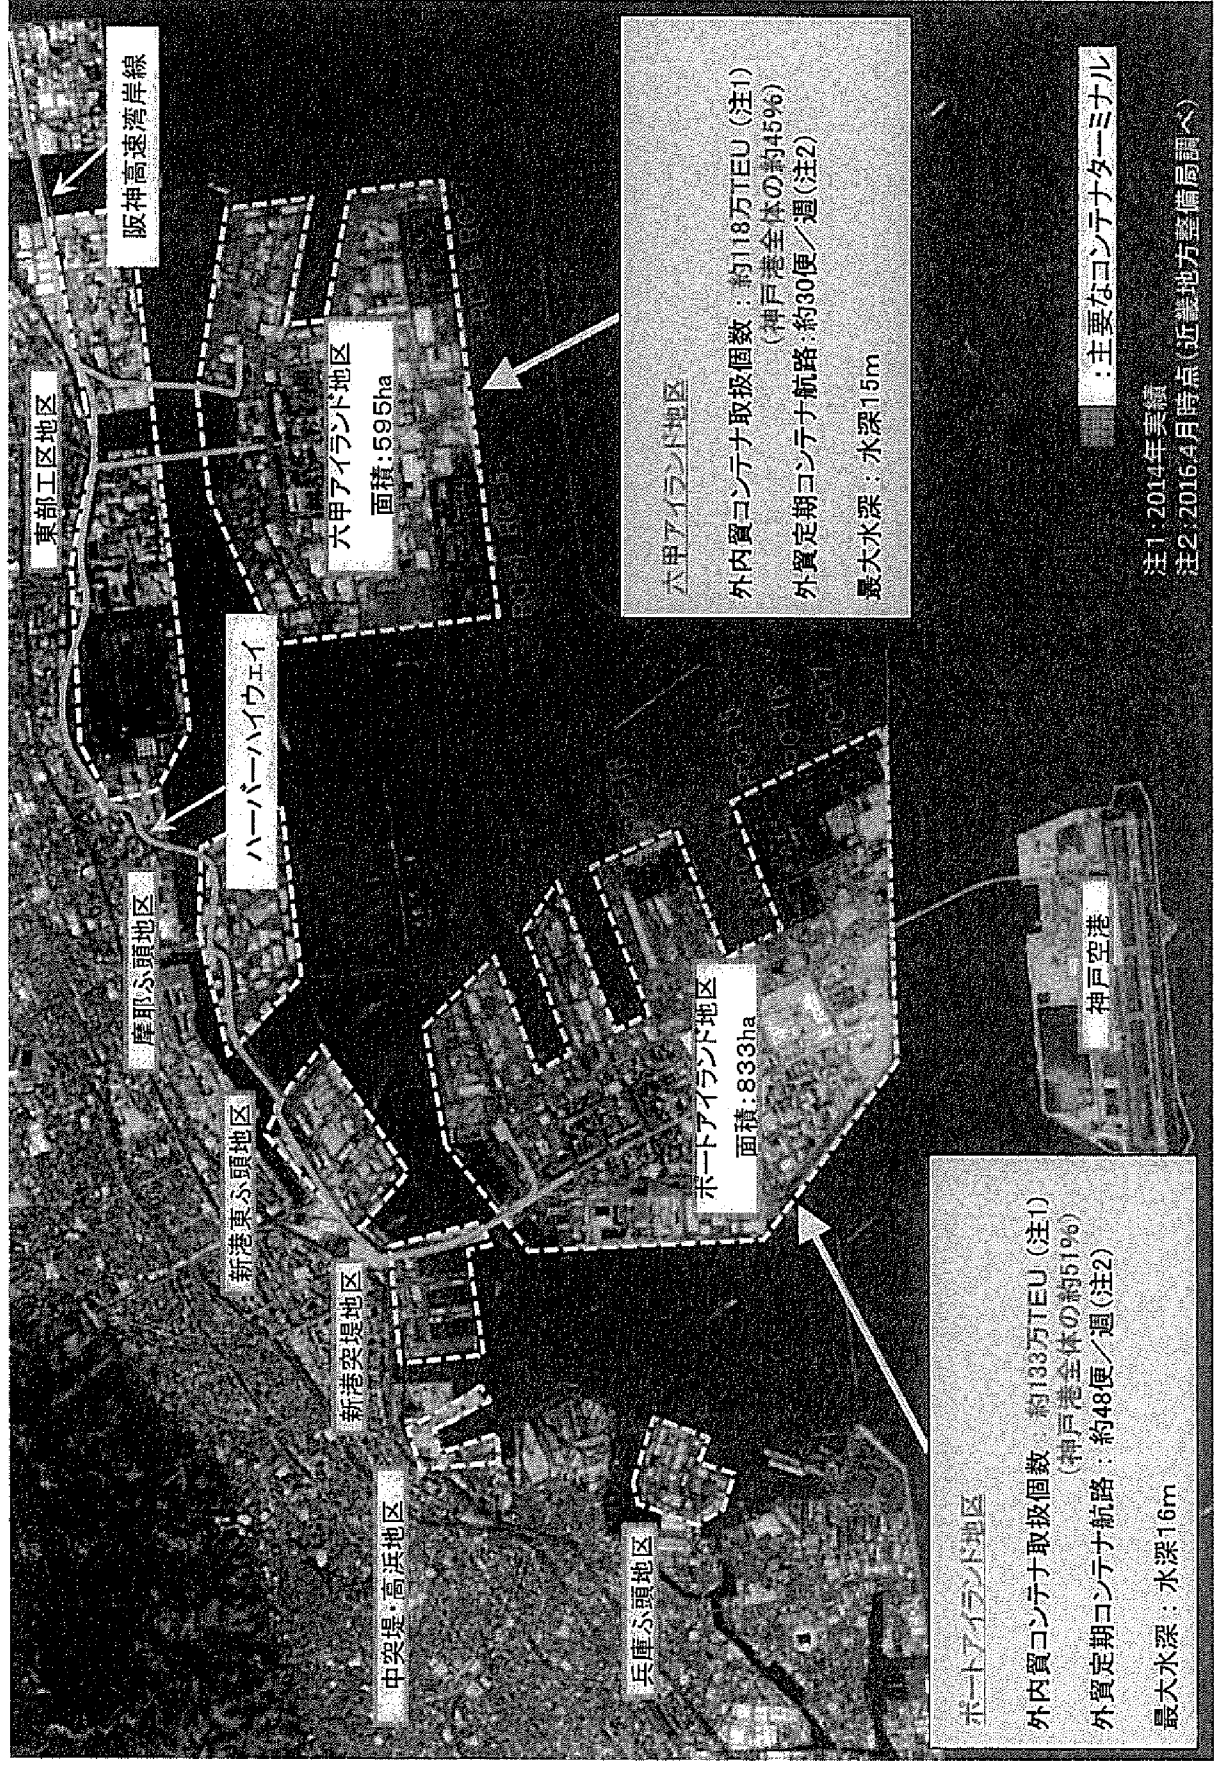 阪神高速湾岸線
東部工区地区
六甲アイランド地区
面積:595ha
ハーバーハイウェイ
摩耶ふ頭地区
新港東ふ頭地区
新港突堤地区
中突堤・高浜地区
兵庫ふ頭地区
ポートアイランド地区
面積:833ha
神戸空港
六甲アイランド地区
外内貿コンテナ取扱個数:約118万TEU(注1)
(神戸港全体の約45%)
外貿定期コンテナ航路:約30便/週(注2)
最大水深:水深15m
ポートアイランド地区
外内貿コンテナ取扱個数:約133万TEU(注1)
(神戸港全体の約51%)
外貿定期コンテナ航路:約48便/週(注2)
最大水深:水深16m
:主要なコンテナターミナル
注1 2014年実績
注2 2016.4月時点(近畿地方整備局調べ)